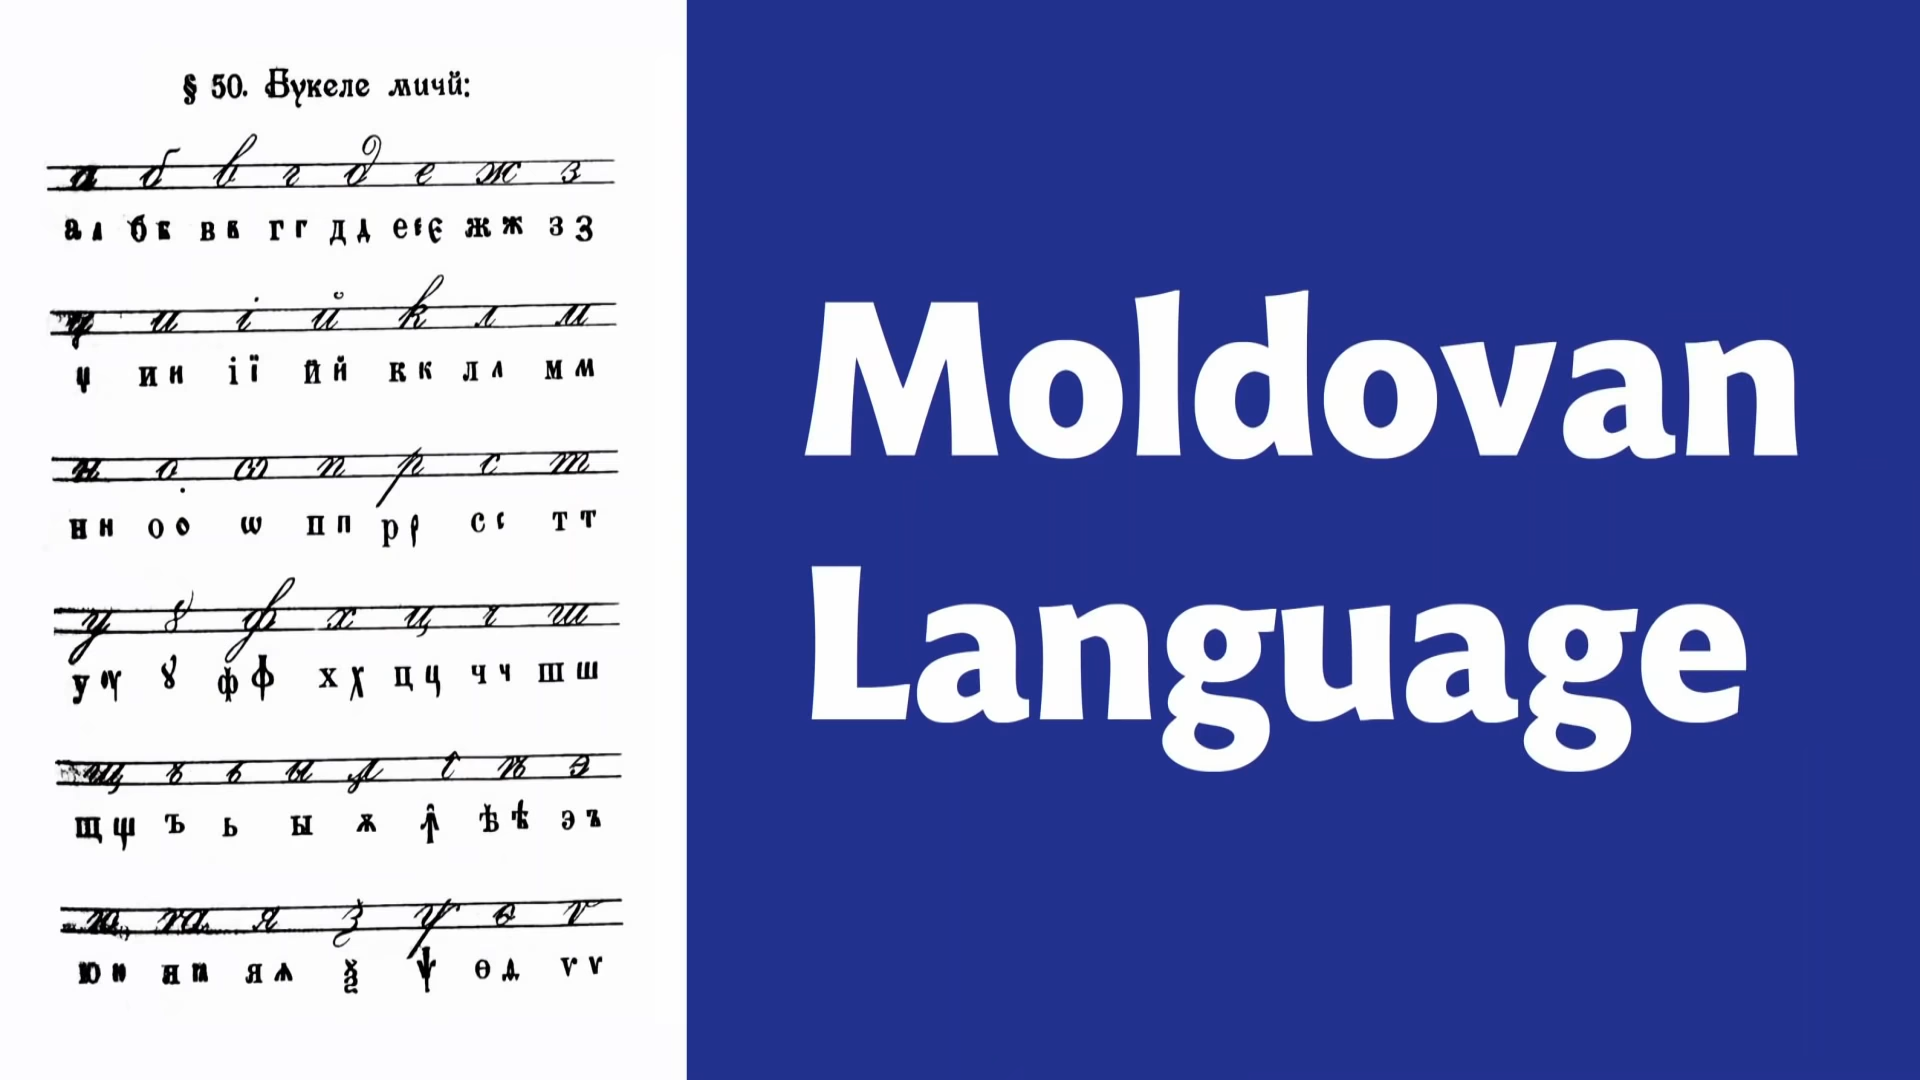 § 50. Букеле мичй:
а б в г д е ж з
а б в г г д д е є ж ж з З
и і й к л м
џ и н і ї й й к к л л м м
н о ѡ п р с т
н н о о ѡ п п р с с т т
у ȣ ф х ц ч ш
у ȣ ф ф х х ц ц ч ч ш ш
щ ъ ь ы ѣ э
щ щ ъ ь ы ѫ ꙟ ѣ ѣ э ъ
ю ꙗ я ѯ ѱ ѳ ѵ
ю ю ꙗ ꙗ я ѧ ѯ ѱ ѳ ѵ ѵ
Moldovan
Language